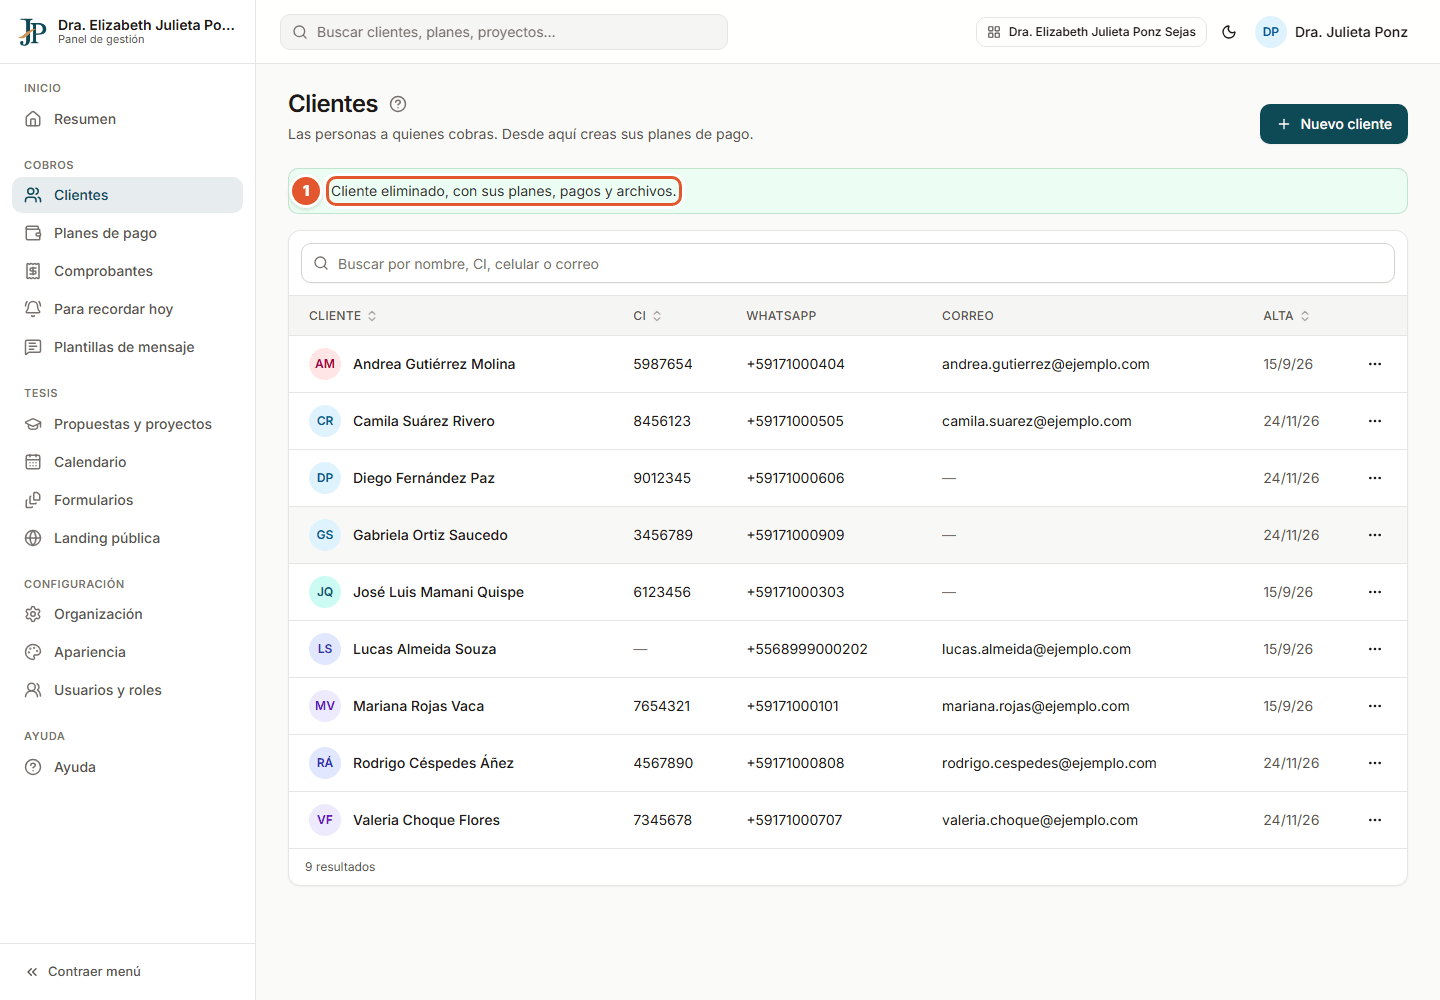 JP
Dra. Elizabeth Julieta Po...
Panel de gestión
Buscar clientes, planes, proyectos...
Dra. Elizabeth Julieta Ponz Sejas
DP
Dra. Julieta Ponz
INICIO
Resumen
COBROS
Clientes
Planes de pago
Comprobantes
Para recordar hoy
Plantillas de mensaje
TESIS
Propuestas y proyectos
Calendario
Formularios
Landing pública
CONFIGURACIÓN
Organización
Apariencia
Usuarios y roles
AYUDA
Ayuda
Contraer menú
Clientes
Las personas a quienes cobras. Desde aquí creas sus planes de pago.
+ Nuevo cliente
1 Cliente eliminado, con sus planes, pagos y archivos.
Buscar por nombre, CI, celular o correo
CLIENTE CI WHATSAPP CORREO ALTA
AM Andrea Gutiérrez Molina 5987654 +59171000404 andrea.gutierrez@ejemplo.com 15/9/26 ...
CR Camila Suárez Rivero 8456123 +59171000505 camila.suarez@ejemplo.com 24/11/26 ...
DP Diego Fernández Paz 9012345 +59171000606 — 24/11/26 ...
GS Gabriela Ortiz Saucedo 3456789 +59171000909 — 24/11/26 ...
JQ José Luis Mamani Quispe 6123456 +59171000303 — 15/9/26 ...
LS Lucas Almeida Souza — +5568999000202 lucas.almeida@ejemplo.com 15/9/26 ...
MV Mariana Rojas Vaca 7654321 +59171000101 mariana.rojas@ejemplo.com 15/9/26 ...
RÁ Rodrigo Céspedes Áñez 4567890 +59171000808 rodrigo.cespedes@ejemplo.com 24/11/26 ...
VF Valeria Choque Flores 7345678 +59171000707 valeria.choque@ejemplo.com 24/11/26 ...
9 resultados